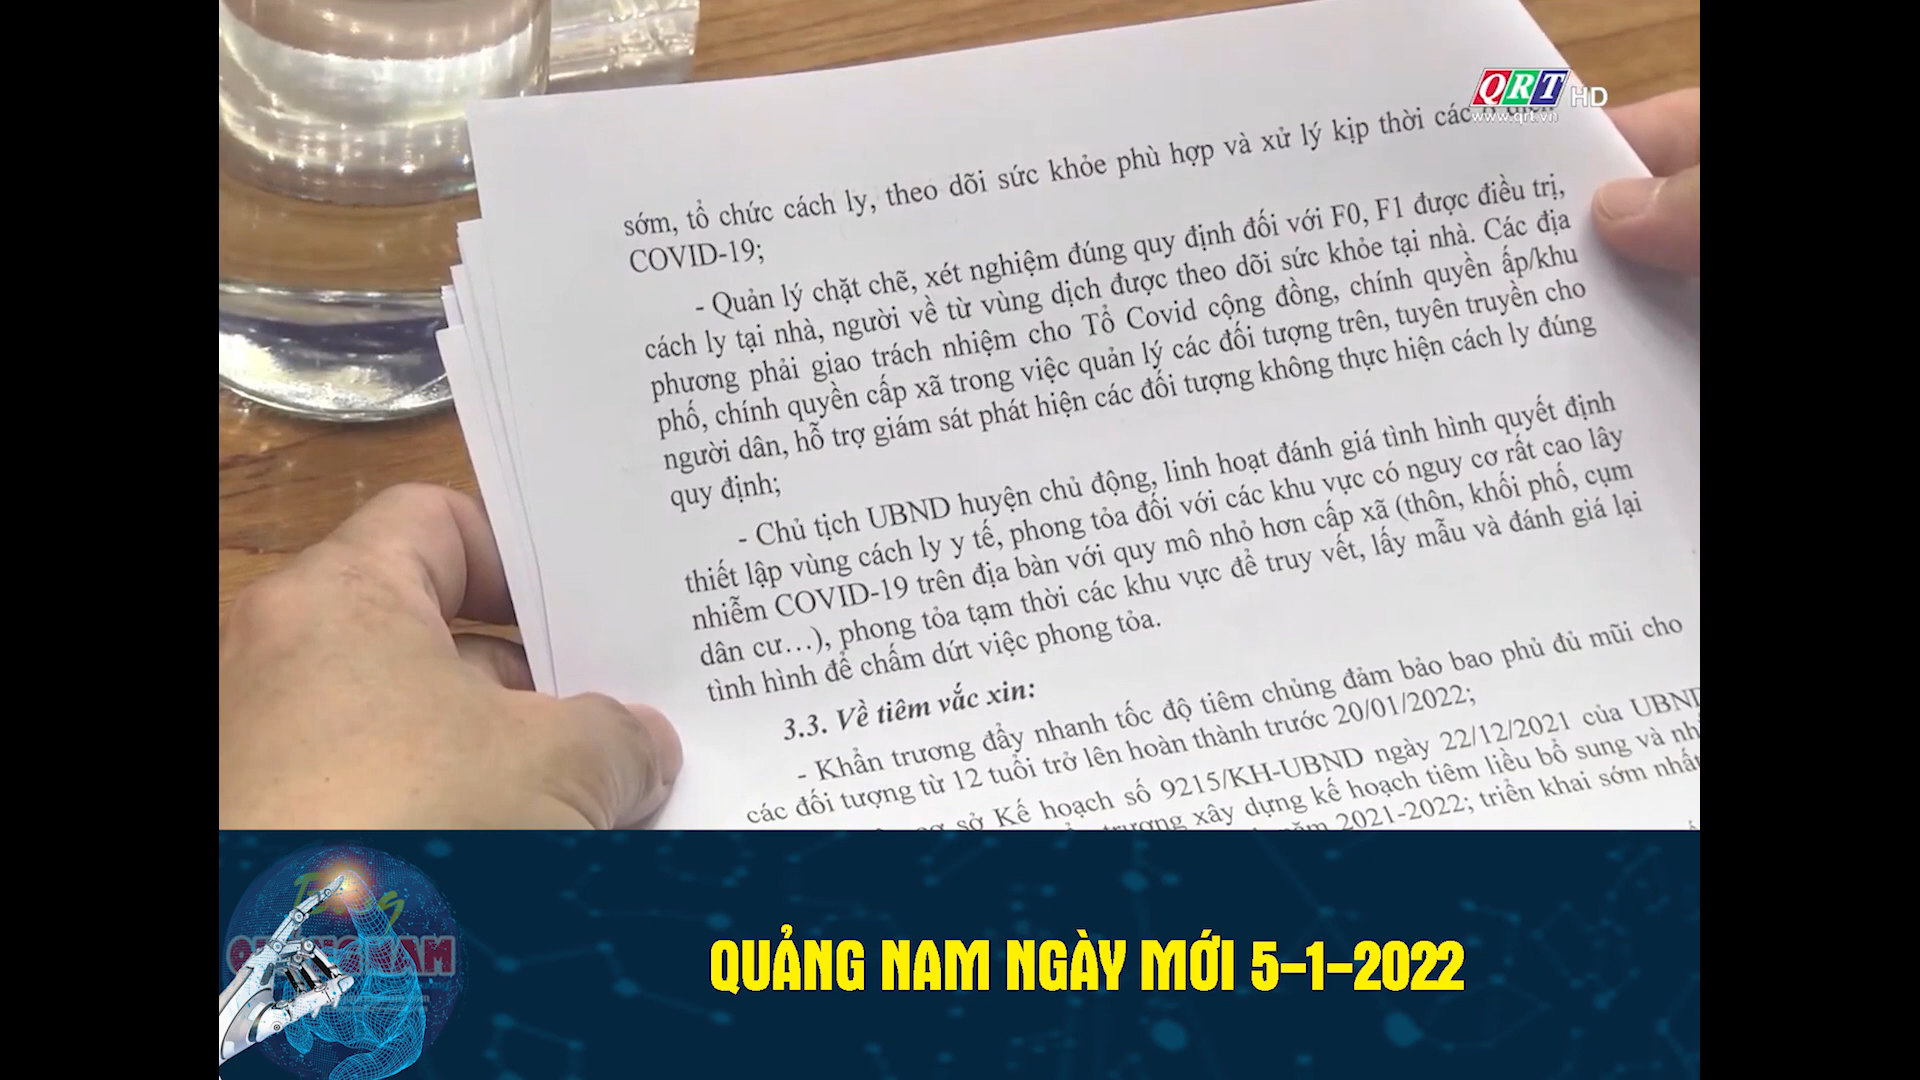 QRT HD
www.qrt.vn
sớm, tổ chức cách ly, theo dõi sức khỏe phù hợp và xử lý kịp thời các
COVID-19;
- Quản lý chặt chẽ, xét nghiệm đúng quy định đối với F0, F1 được điều trị,
cách ly tại nhà, người về từ vùng dịch được theo dõi sức khỏe tại nhà. Các địa
phương phải giao trách nhiệm cho Tổ Covid cộng đồng, chính quyền ấp/khu
phố, chính quyền cấp xã trong việc quản lý các đối tượng trên, tuyên truyền cho
người dân, hỗ trợ giám sát phát hiện các đối tượng không thực hiện cách ly đúng
quy định;
- Chủ tịch UBND huyện chủ động, linh hoạt đánh giá tình hình quyết định
thiết lập vùng cách ly y tế, phong tỏa đối với các khu vực có nguy cơ rất cao lây
nhiễm COVID-19 trên địa bàn với quy mô nhỏ hơn cấp xã (thôn, khối phố, cụm
dân cư…), phong tỏa tạm thời các khu vực để truy vết, lấy mẫu và đánh giá lại
tình hình để chấm dứt việc phong tỏa.
3.3. Về tiêm vắc xin:
- Khẩn trương đẩy nhanh tốc độ tiêm chủng đảm bảo bao phủ đủ mũi cho
các đối tượng từ 12 tuổi trở lên hoàn thành trước 20/01/2022;
sở Kế hoạch số 9215/KH-UBND ngày 22/12/2021 của UBND
trương xây dựng kế hoạch tiêm liều bổ sung và
năm 2021-2022; triển khai sớm nhất
QUẢNG NAM NGÀY MỚI 5-1-2022